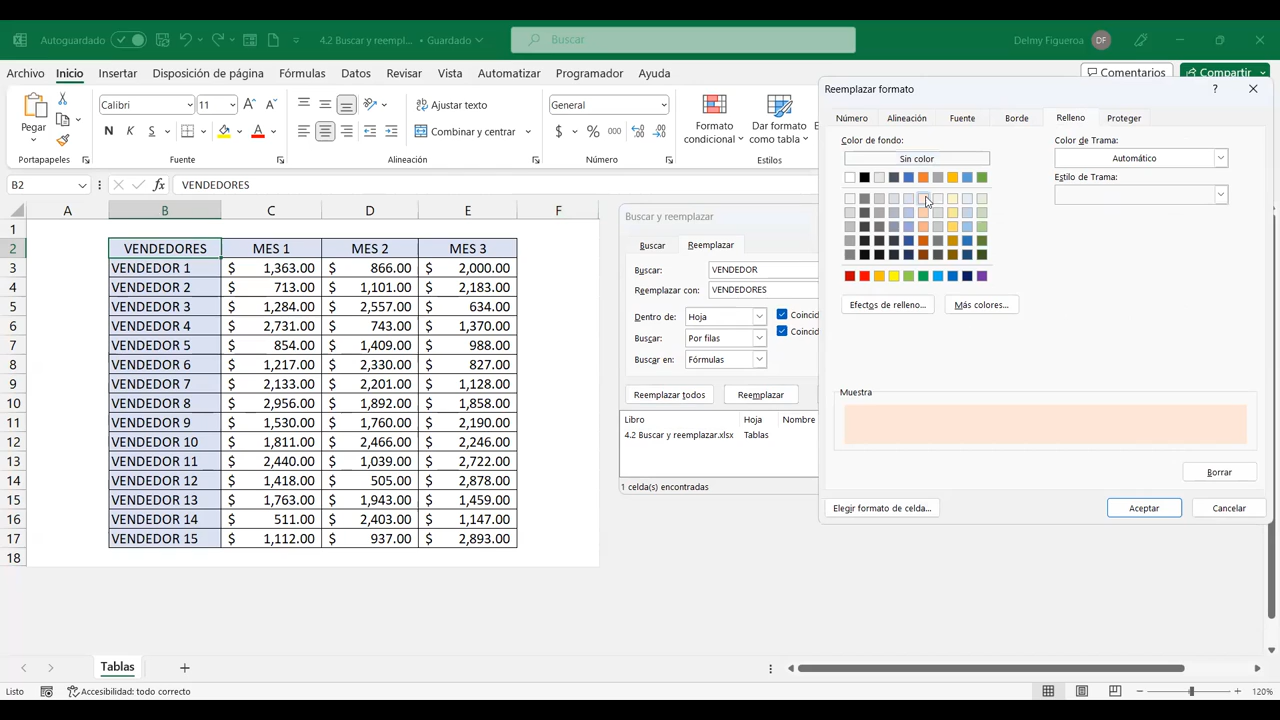 Autoguardado
4.2 Buscar y reempl... • Guardado
Buscar
Delmy Figueroa
DF
Archivo Inicio Insertar Disposición de página Fórmulas Datos Revisar Vista Automatizar Programador Ayuda
Comentarios
Compartir
Pegar
Portapapeles
Calibri
11
N K S
Fuente
Ajustar texto
Combinar y centrar
Alineación
General
$ % 000
Número
Formato condicional
Dar formato
como tabla
Estilos
B2
fx
VENDEDORES
A B C D E F
1
2 VENDEDORES MES 1 MES 2 MES 3
3 VENDEDOR 1 $ 1,363.00 $ 866.00 $ 2,000.00
4 VENDEDOR 2 $ 713.00 $ 1,101.00 $ 2,183.00
5 VENDEDOR 3 $ 1,284.00 $ 2,557.00 $ 634.00
6 VENDEDOR 4 $ 2,731.00 $ 743.00 $ 1,370.00
7 VENDEDOR 5 $ 854.00 $ 1,409.00 $ 988.00
8 VENDEDOR 6 $ 1,217.00 $ 2,330.00 $ 827.00
9 VENDEDOR 7 $ 2,133.00 $ 2,201.00 $ 1,128.00
10 VENDEDOR 8 $ 2,956.00 $ 1,892.00 $ 1,858.00
11 VENDEDOR 9 $ 1,530.00 $ 1,760.00 $ 2,190.00
12 VENDEDOR 10 $ 1,811.00 $ 2,466.00 $ 2,246.00
13 VENDEDOR 11 $ 2,440.00 $ 1,039.00 $ 2,722.00
14 VENDEDOR 12 $ 1,418.00 $ 505.00 $ 2,878.00
15 VENDEDOR 13 $ 1,763.00 $ 1,943.00 $ 1,459.00
16 VENDEDOR 14 $ 511.00 $ 2,403.00 $ 1,147.00
17 VENDEDOR 15 $ 1,112.00 $ 937.00 $ 2,893.00
18
Buscar y reemplazar
Buscar Reemplazar
Buscar: VENDEDOR
Reemplazar con: VENDEDORES
Dentro de: Hoja Coincid
Buscar: Por filas Coincid
Buscar en: Fórmulas
Reemplazar todos Reemplazar
Libro Hoja Nombre
4.2 Buscar y reemplazar.xlsx Tablas
1 celda(s) encontradas
Reemplazar formato
?
Número Alineación Fuente Borde Relleno Proteger
Color de fondo:
Sin color
Color de Trama:
Automático
Estilo de Trama:
Efectos de relleno... Más colores...
Muestra
Borrar
Elegir formato de celda...
Aceptar Cancelar
Tablas
Listo
Accesibilidad: todo correcto
120%